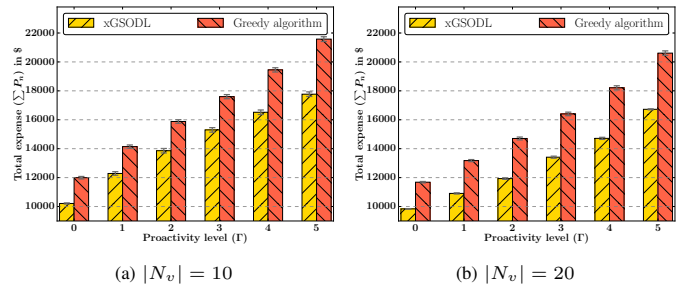 xGSODL Greedy algorithm
Total expense (∑ Pₙ) in $
22000
20000
18000
16000
14000
12000
10000
0 1 2 3 4 5
Proactivity level (Γ)
(a) |Nᵥ| = 10
xGSODL Greedy algorithm
Total expense (∑ Pₙ) in $
22000
20000
18000
16000
14000
12000
10000
0 1 2 3 4 5
Proactivity level (Γ)
(b) |Nᵥ| = 20